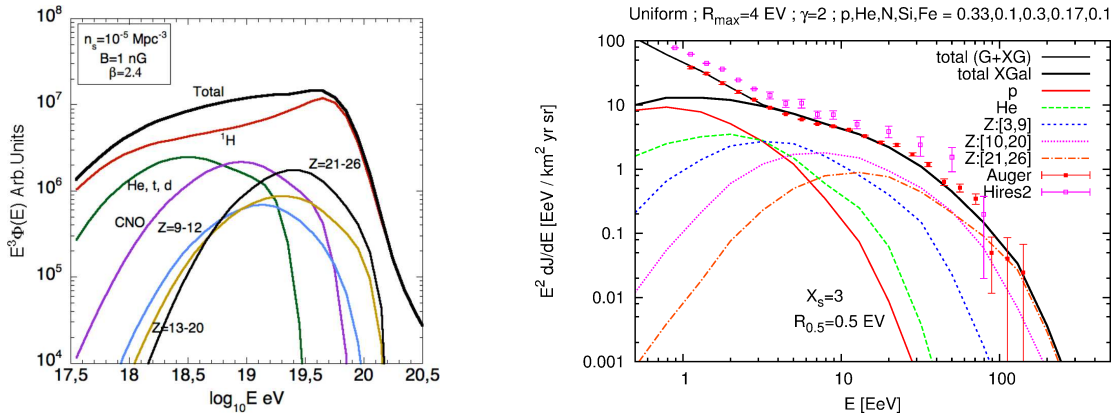 n_s=10^-5 Mpc^-3
B=1 nG
β=2.4
Total
^1H
Z=21-26
He, t, d
CNO
Z=9-12
Z=13-20
E^3Φ(E) Arb.Units
10^8
10^7
10^6
10^5
10^4
17,5 18 18,5 19 19,5 20 20,5
log_10E eV
Uniform ; R_max=4 EV ; γ=2 ; p,He,N,Si,Fe = 0.33,0.1,0.3,0.17,0.1
total (G+XG)
total XGal
p
He
Z:[3,9]
Z:[10,20]
Z:[21,26]
Auger
Hires2
X_s=3
R_0.5=0.5 EV
E^2 dJ/dE [EeV / km^2 yr sr]
100
10
1
0.1
0.01
0.001
1 10 100
E [EeV]